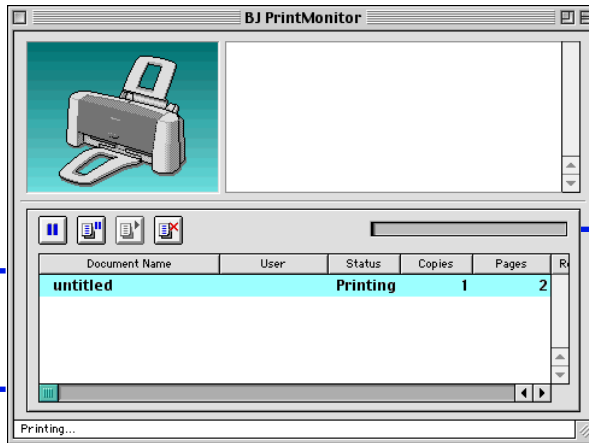 BJ PrintMonitor
Document Name User Status Copies Pages R
untitled Printing 1 2
Printing...